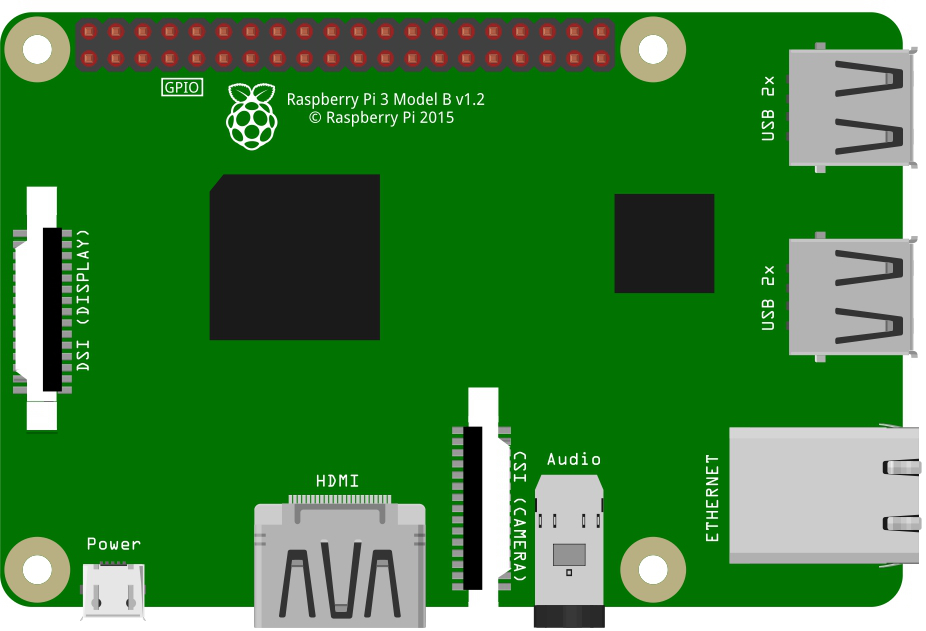 GPIO
Raspberry Pi 3 Model B v1.2
© Raspberry Pi 2015
USB 2x
DSI (DISPLAY)
USB 2x
HDMI
CSI (CAMERA)
Audio
ETHERNET
Power